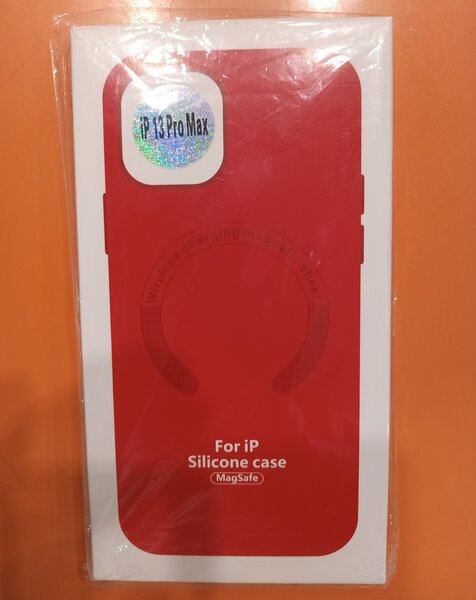 iP 13 Pro Max
Wireless charging magnetic sheet
For iP
Silicone case
MagSafe